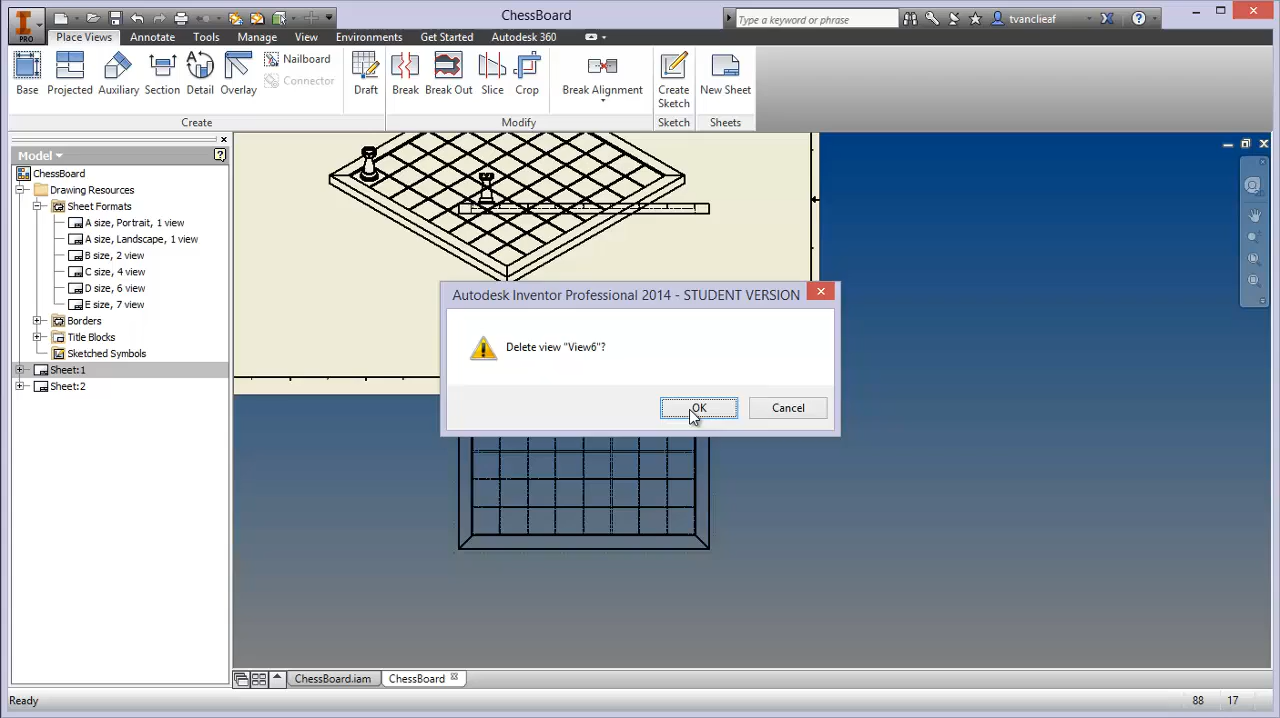 ChessBoard
Type a keyword or phrase
tvanclieaf
PRO
Place Views
Annotate
Tools
Manage
View
Environments
Get Started
Autodesk 360
Base
Projected
Auxiliary
Section
Detail
Overlay
Nailboard
Connector
Draft
Break
Break Out
Slice
Crop
Break Alignment
Create
Sketch
New Sheet
Create
Modify
Sketch
Sheets
Model
ChessBoard
Drawing Resources
Sheet Formats
A size, Portrait, 1 view
A size, Landscape, 1 view
B size, 2 view
C size, 4 view
D size, 6 view
E size, 7 view
Borders
Title Blocks
Sketched Symbols
Sheet:1
Sheet:2
Autodesk Inventor Professional 2014 - STUDENT VERSION
Delete view "View6"?
OK
Cancel
ChessBoard.iam
ChessBoard
Ready
88
17